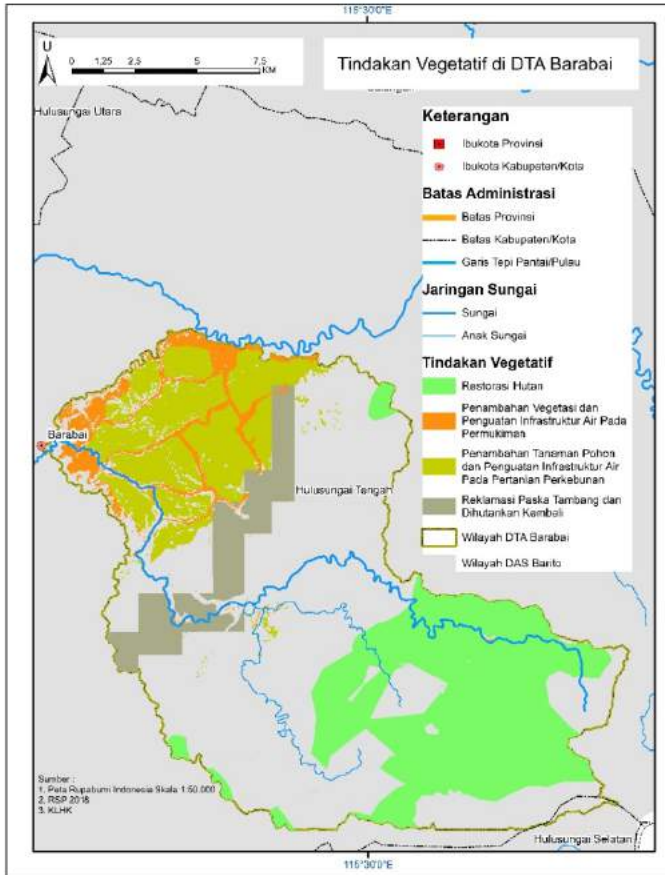 115°30'0"E
U
0 1,25 2,5 5 7,5
KM
Tindakan Vegetatif di DTA Barabai
Hulusungai Utara
Keterangan
Ibukota Provinsi
Ibukota Kabupaten/Kota
Batas Administrasi
Batas Provinsi
Batas Kabupaten/Kota
Garis Tepi Pantai/Pulau
Jaringan Sungai
Sungai
Anak Sungai
Tindakan Vegetatif
Restorasi Hutan
Penambahan Vegetasi dan
Penguatan Infrastruktur Air Pada
Permukiman
Penambahan Tanaman Pohon
dan Penguatan Infrastruktur Air
Pada Pertanian Perkebunan
Reklamasi Paska Tambang dan
Dihutankan Kembali
Wilayah DTA Barabai
Wilayah DAS Barito
Barabai
Hulusungai Tengah
Sumber :
1. Peta Rupabumi Indonesia Skala 1:50.000
2. RSP 2018
3. KLHK
Hulusungai Selatan
115°30'0"E